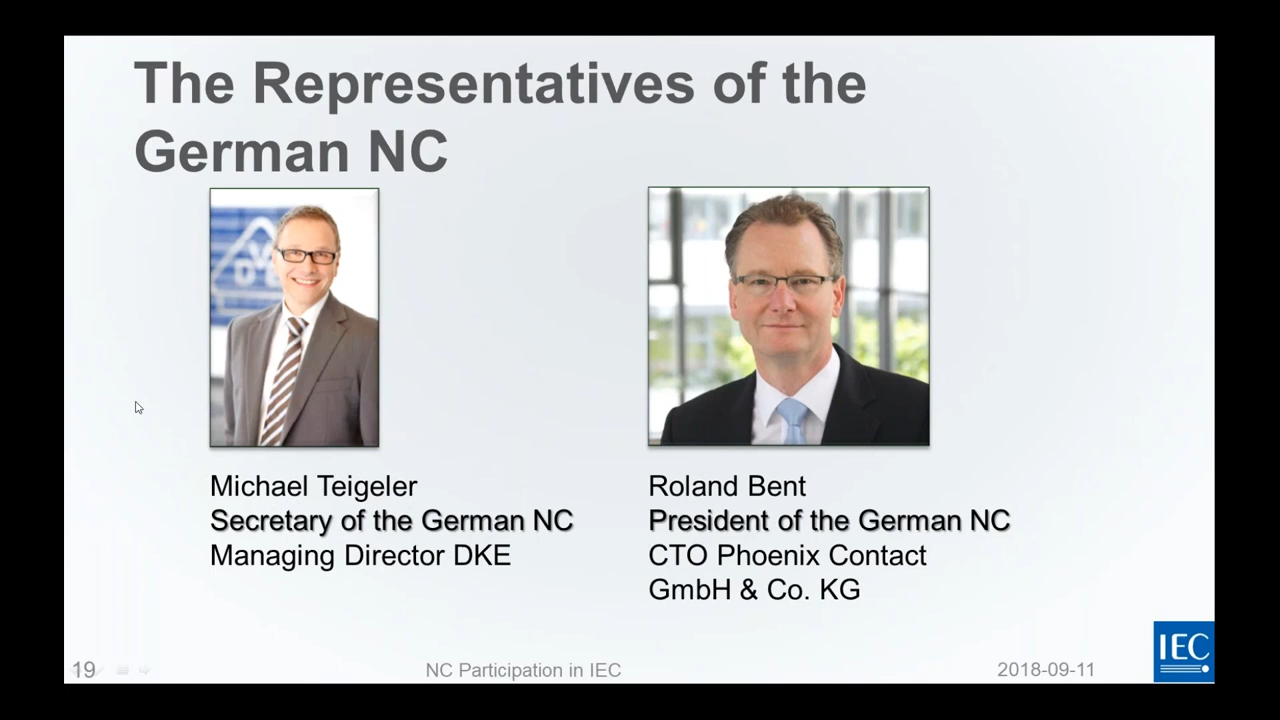 The Representatives of the
German NC
Michael Teigeler
Secretary of the German NC
Managing Director DKE
Roland Bent
President of the German NC
CTO Phoenix Contact
GmbH & Co. KG
19
NC Participation in IEC
2018-09-11
IEC